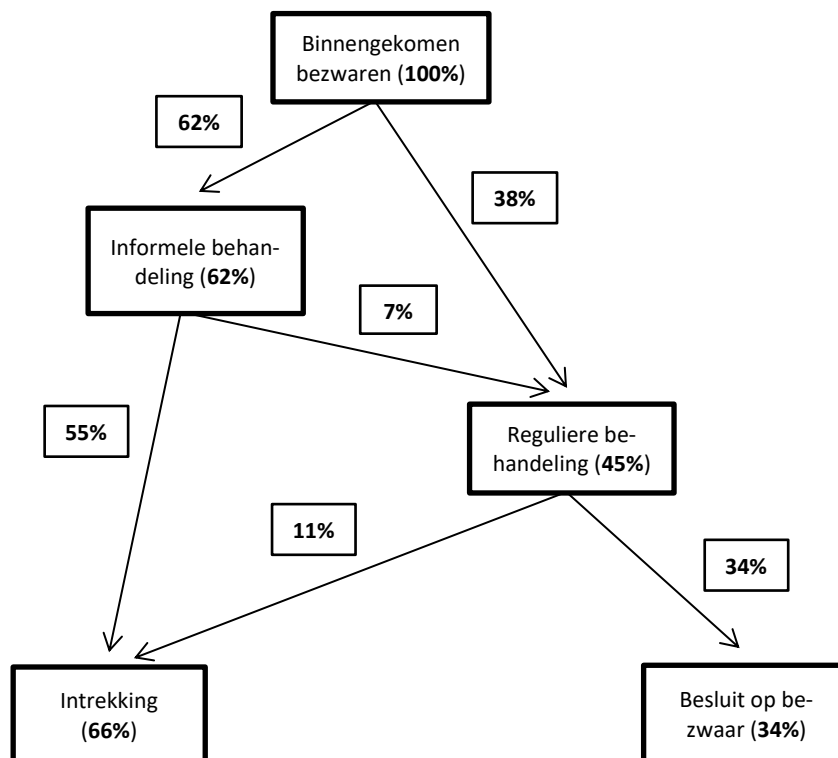 Binnengekomen
bezwaren (100%)
62%
38%
Informele behan-
deling (62%)
7%
55%
Reguliere be-
handeling (45%)
11%
34%
Intrekking
(66%)
Besluit op be-
zwaar (34%)